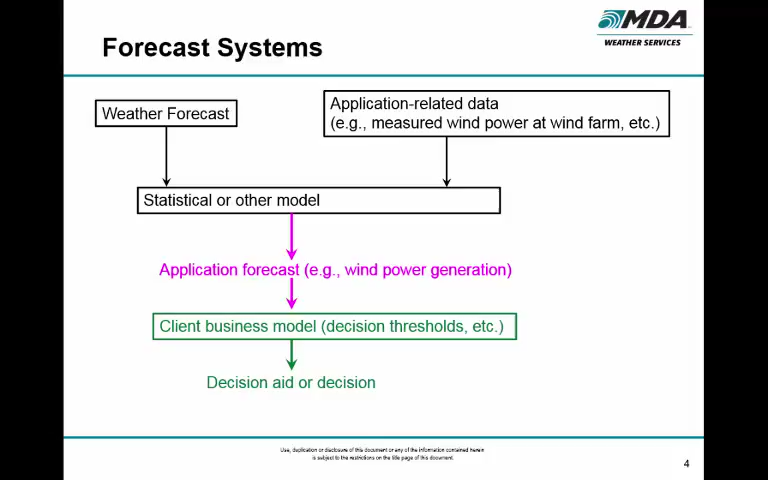 Forecast Systems
MDA
WEATHER SERVICES
Weather Forecast
Application-related data
(e.g., measured wind power at wind farm, etc.)
Statistical or other model
Application forecast (e.g., wind power generation)
Client business model (decision thresholds, etc.)
Decision aid or decision
Use, duplication or disclosure of this document or any of the information contained herein
is subject to the restrictions on the title page of this document.
4